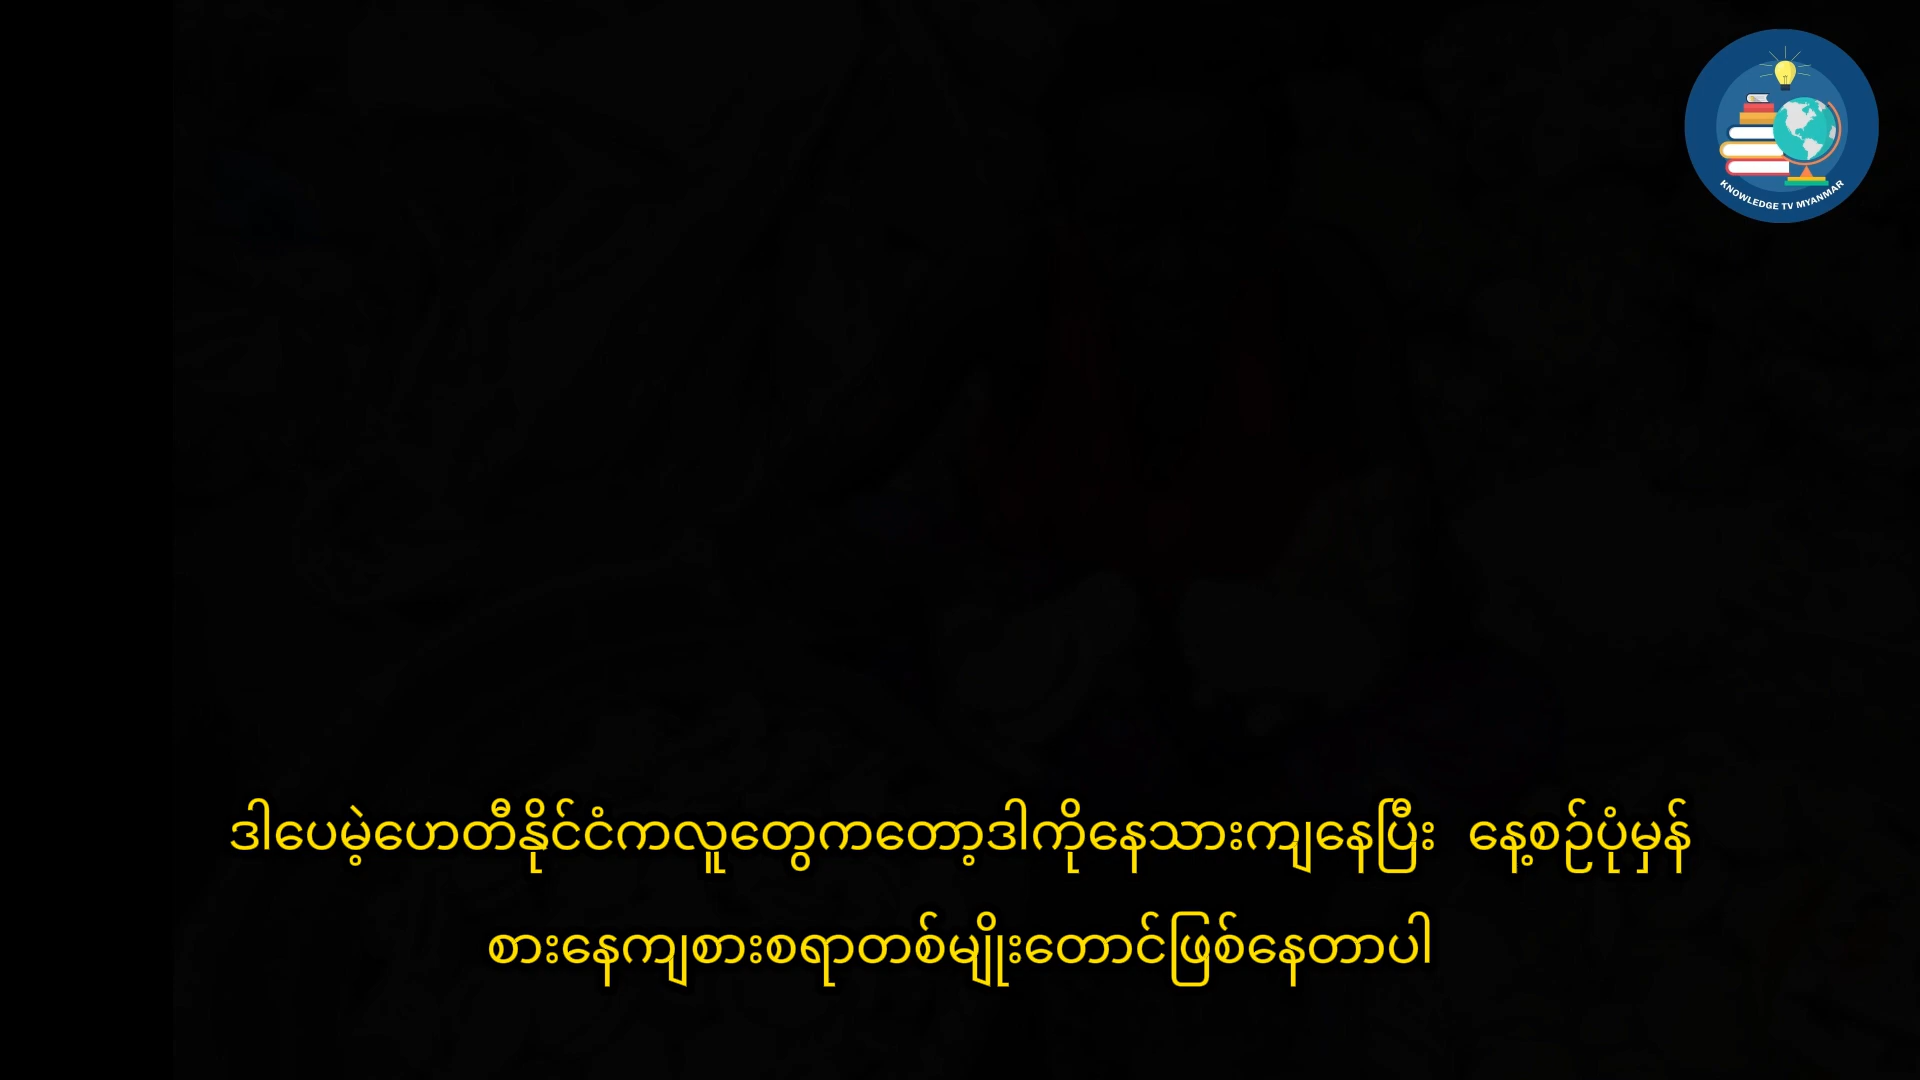 KNOWLEDGE TV MYANMAR
ဒါပေမဲ့ဟေတီနိုင်ငံကလူတွေကတော့ဒါကိုနေသားကျနေပြီး နေ့စဉ်ပုံမှန်
စားနေကျစားစရာတစ်မျိုးတောင်ဖြစ်နေတာပါ